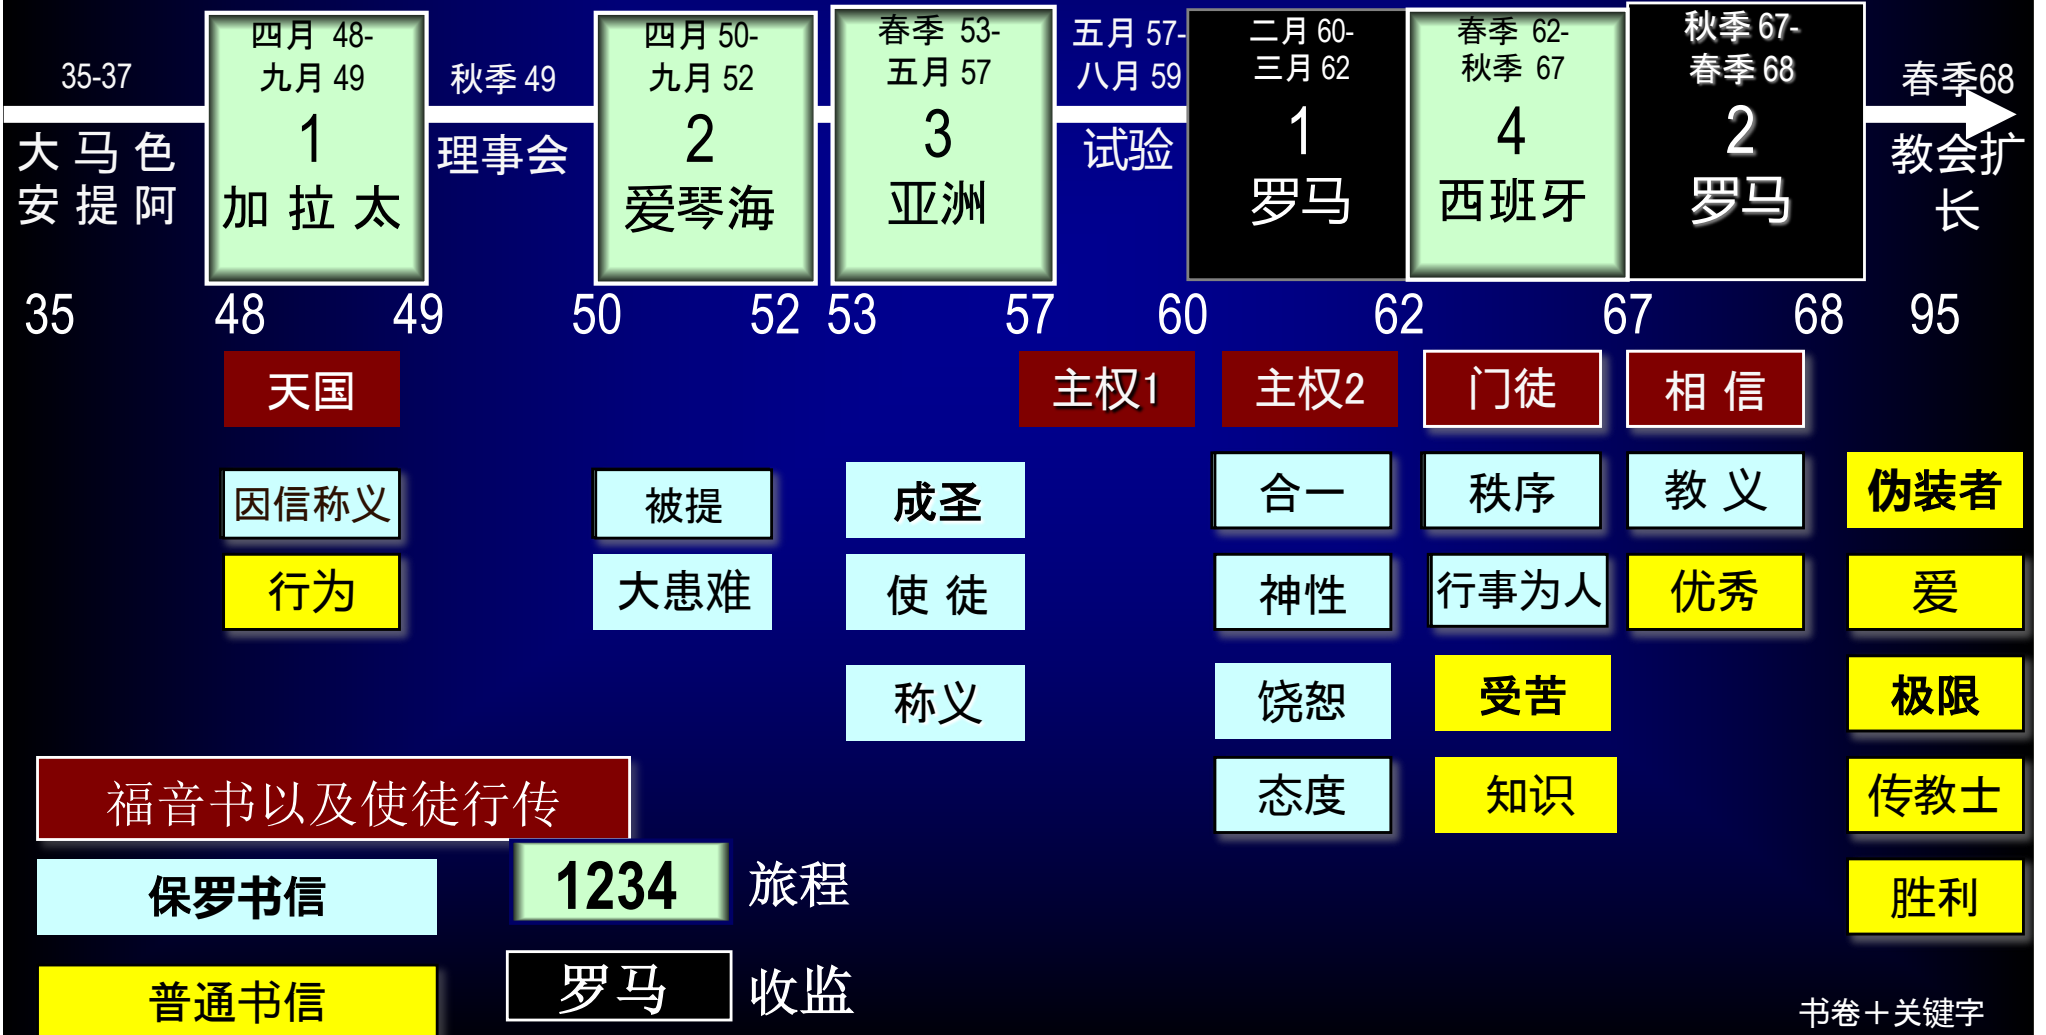 35-37
大 马 色
安 提 阿
四月 48-
九月 49
1
加 拉 太
秋季 49
理事会
四月 50-
九月 52
2
爱琴海
春季 53-
五月 57
3
亚洲
五月 57-
八月 59
试验
二月 60-
三月 62
1
罗马
春季 62-
秋季 67
4
西班牙
秋季 67-
春季 68
2
罗马
春季68
教会扩
长
35 48 49 50 52 53 57 60 62 67 68 95
天国 主权1 主权2 门徒 相 信
因信称义 被提 成圣 合一 秩序 教 义 伪装者
行为 大患难 使 徒 神性 行事为人 优秀 爱
称义 饶恕 受苦 极限
态度 知识 传教士
胜利
福音书以及使徒行传
保罗书信
普通书信
1234 旅程
罗马 收监
书卷＋关键字